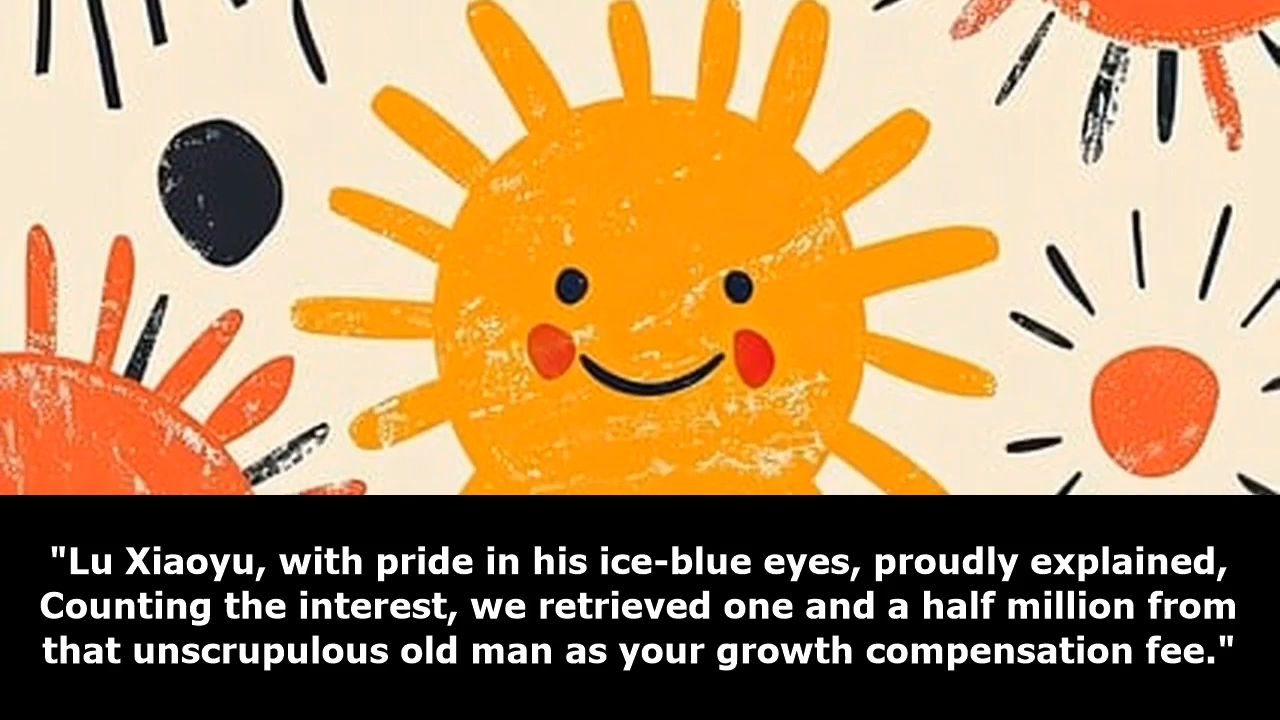 "Lu Xiaoyu, with pride in his ice-blue eyes, proudly explained,
Counting the interest, we retrieved one and a half million from
that unscrupulous old man as your growth compensation fee."